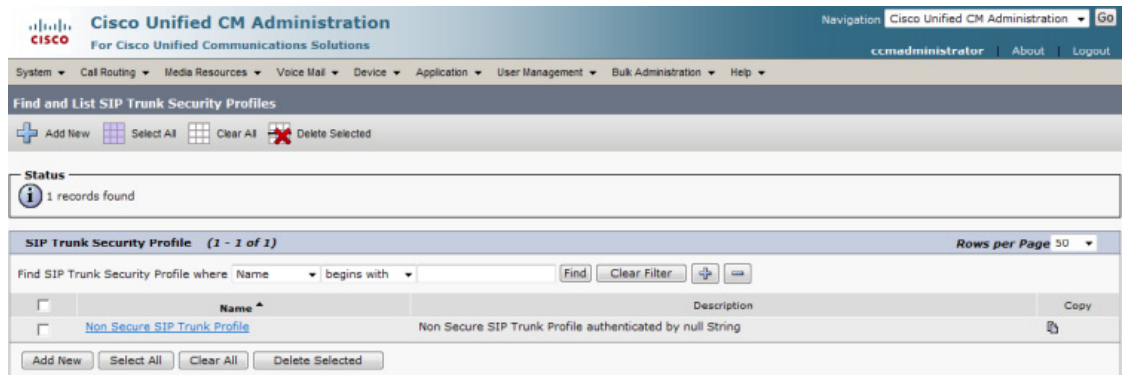 Cisco Unified CM Administration
Navigation Cisco Unified CM Administration Go
CISCO For Cisco Unified Communications Solutions
ccmadministrator | About | Logout
System Call Routing Media Resources Voice Mail Device Application User Management Bulk Administration Help
Find and List SIP Trunk Security Profiles
Add New Select All Clear All Delete Selected
Status
i 1 records found
SIP Trunk Security Profile (1 - 1 of 1) Rows per Page 50
Find SIP Trunk Security Profile where Name begins with Find Clear Filter
Name Description Copy
Non Secure SIP Trunk Profile Non Secure SIP Trunk Profile authenticated by null String
Add New Select All Clear All Delete Selected